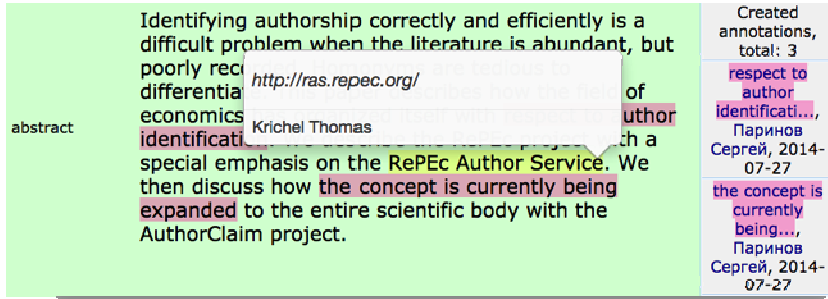 abstract
Identifying authorship correctly and efficiently is a
difficult problem when the literature is abundant, but
poorly
differentiate
economics author
identification with a
special emphasis on the RePEc Author Service. We
then discuss how the concept is currently being
expanded to the entire scientific body with the
AuthorClaim project.
http://ras.repec.org/
Krichel Thomas
Created
annotations,
total: 3
respect to
author
identificati...,
Паринов
Сергей, 2014-
07-27
the concept is
currently
being...,
Паринов
Сергей, 2014-
07-27